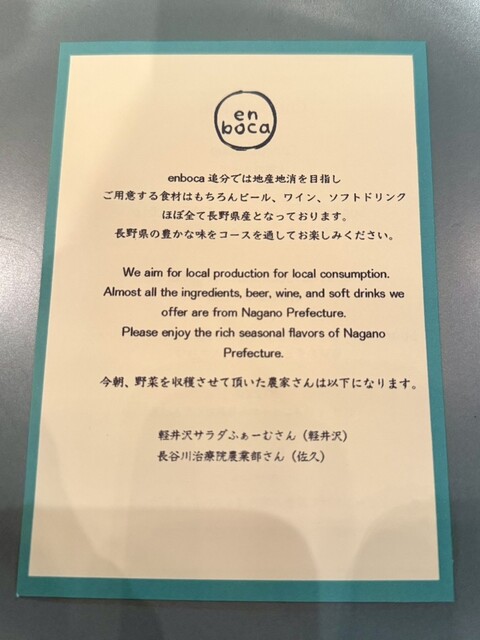 en
boca
enboca 追分では地産地消を目指し
ご用意する食材はもちろんビール、ワイン、ソフトドリンク
ほぼ全て長野県産となっております。
長野県の豊かな味をコースを通してお楽しみください。
We aim for local production for local consumption.
Almost all the ingredients, beer, wine, and soft drinks we
offer are from Nagano Prefecture.
Please enjoy the rich seasonal flavors of Nagano
Prefecture.
今朝、野菜を収穫させて頂いた農家さんは以下になります。
軽井沢サラダふぁーむさん（軽井沢）
長谷川治療院農業部さん（佐久）